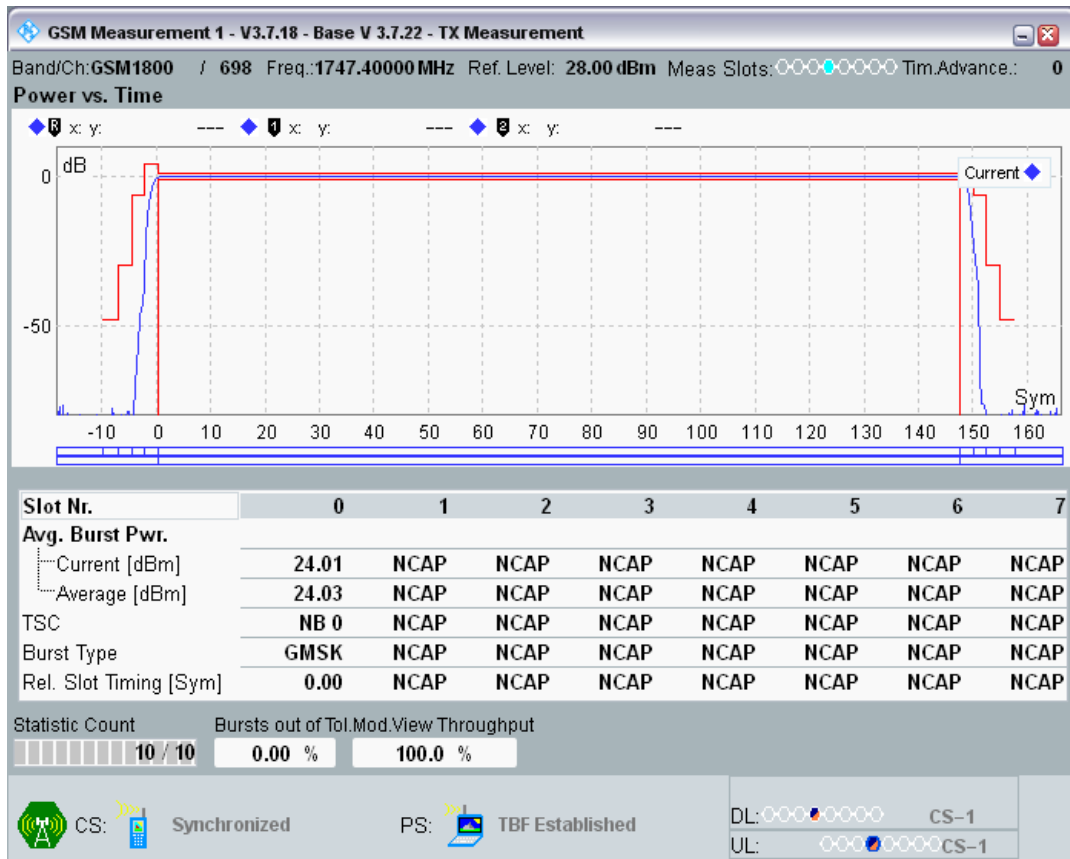 GSM Measurement 1 - V3.7.18 - Base V 3.7.22 - TX Measurement
Band/Ch:GSM1800 / 698 Freq.:1747.40000 MHz Ref. Level: 28.00 dBm Meas Slots: Tim.Advance.: 0
Power vs. Time
R x: y: --- 1 x: y: --- 2 x: y: ---
dB
Current
0
-50
Sym
-10 0 10 20 30 40 50 60 70 80 90 100 110 120 130 140 150 160
Slot Nr. 0 1 2 3 4 5 6 7
Avg. Burst Pwr.
Current [dBm] 24.01 NCAP NCAP NCAP NCAP NCAP NCAP NCAP
Average [dBm] 24.03 NCAP NCAP NCAP NCAP NCAP NCAP NCAP
TSC NB 0 NCAP NCAP NCAP NCAP NCAP NCAP NCAP
Burst Type GMSK NCAP NCAP NCAP NCAP NCAP NCAP NCAP
Rel. Slot Timing [Sym] 0.00 NCAP NCAP NCAP NCAP NCAP NCAP NCAP
Statistic Count Bursts out of Tol.Mod.View Throughput
10 / 10 0.00 % 100.0 %
CS: Synchronized PS: TBF Established DL: CS-1
UL: CS-1